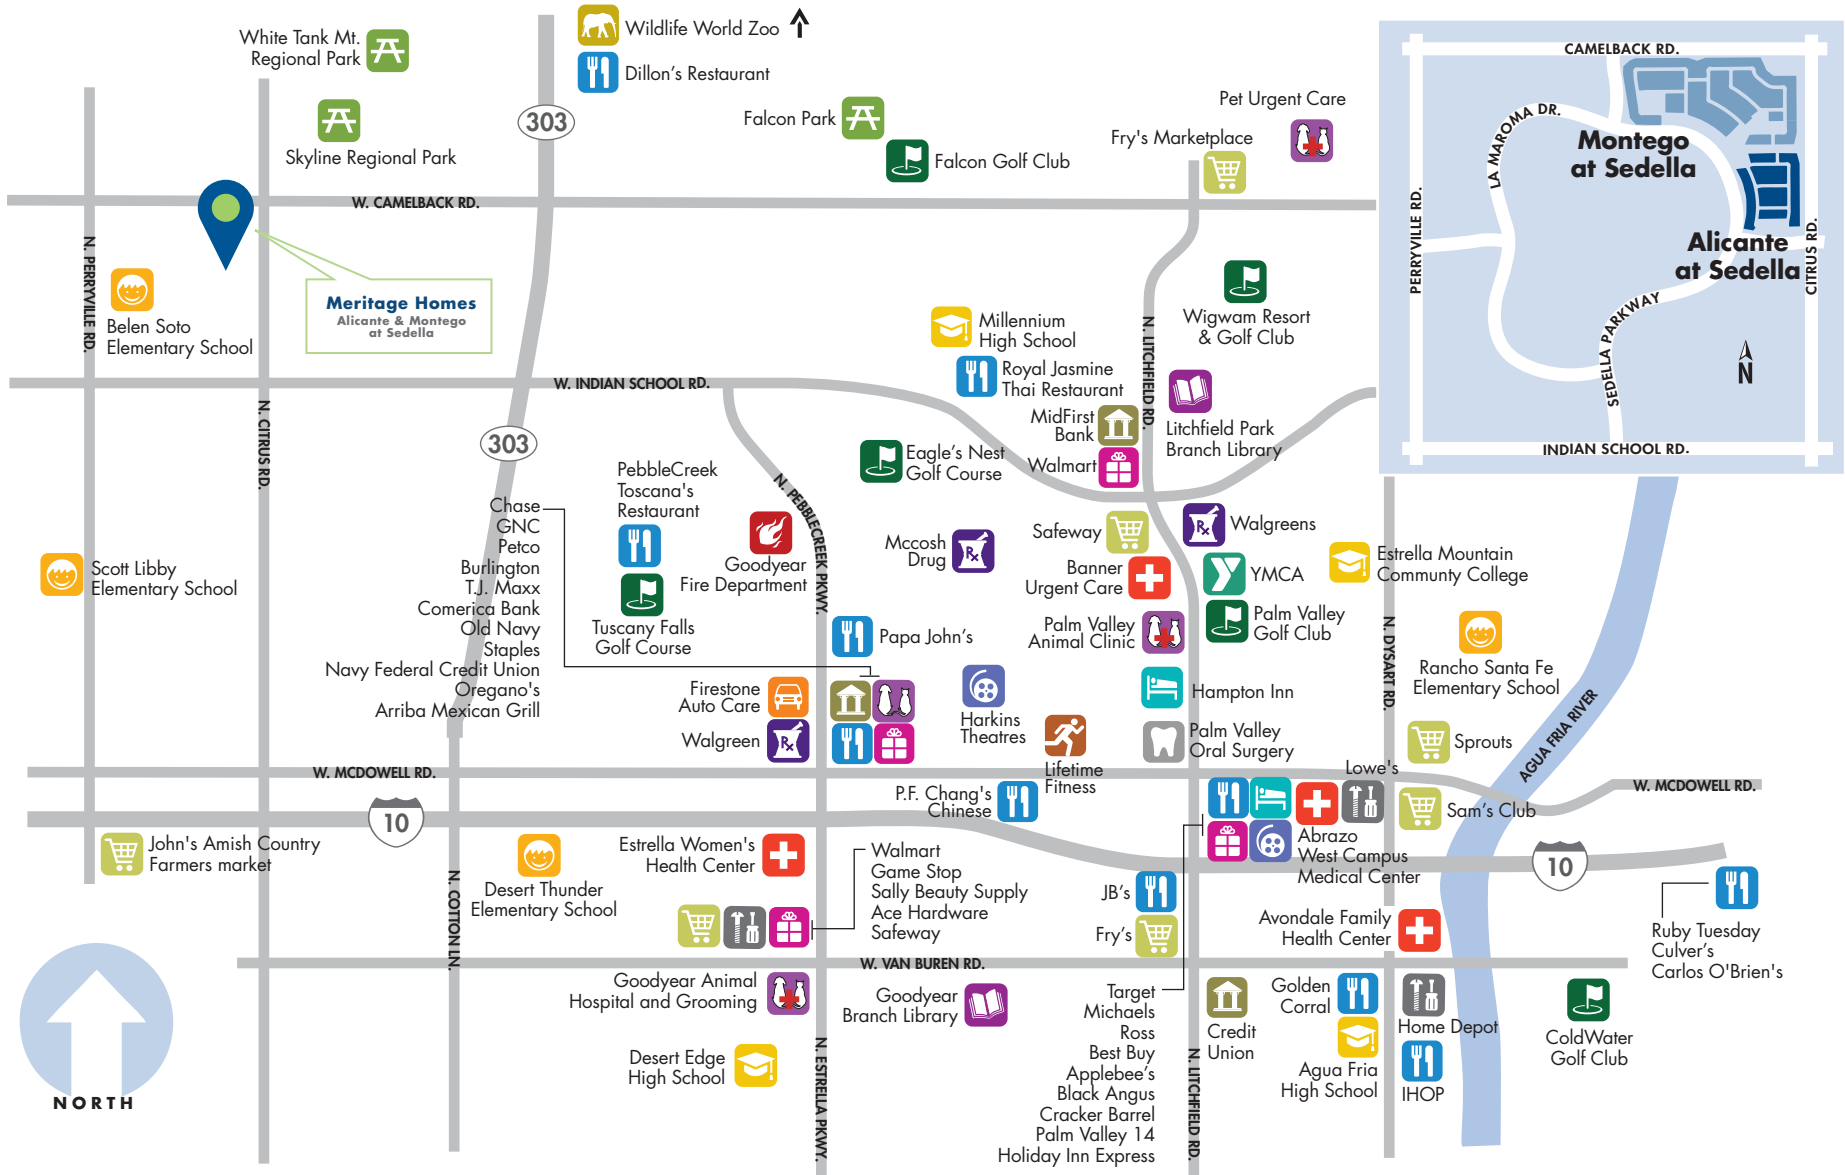 White Tank Mt.
Regional Park
Wildlife World Zoo
Dillon's Restaurant
303
Skyline Regional Park
Falcon Park
Falcon Golf Club
Pet Urgent Care
Fry's Marketplace
W. CAMELBACK RD.
N. PERRYVILLE RD.
Belen Soto
Elementary School
Meritage Homes
Alicante & Montego
at Sedella
Millennium
High School
Royal Jasmine
Thai Restaurant
MidFirst
Bank
Walmart
N. LITCHFIELD RD.
Wigwam Resort
& Golf Club
Litchfield Park
Branch Library
CAMELBACK RD.
LA MAROMA DR.
Montego
at Sedella
PERRYVILLE RD.
Alicante
at Sedella
CITRUS RD.
SEDELLA PARKWAY
N
INDIAN SCHOOL RD.
W. INDIAN SCHOOL RD.
N. CITRUS RD.
303
N. PEBBLECREEK PKWY.
Eagle's Nest
Golf Course
PebbleCreek
Toscana's
Restaurant
Chase
GNC
Petco
Burlington
T.J. Maxx
Comerica Bank
Old Navy
Staples
Navy Federal Credit Union
Oregano's
Arriba Mexican Grill
Scott Libby
Elementary School
Goodyear
Fire Department
Tuscany Falls
Golf Course
Mccosh
Drug
Safeway
Walgreens
Banner
Urgent Care
YMCA
Estrella Mountain
Communty College
Palm Valley
Animal Clinic
Palm Valley
Golf Club
Papa John's
N. DYSART RD.
Rancho Santa Fe
Elementary School
AGUA FRIA RIVER
Firestone
Auto Care
Rx
Rx
Rx
Walgreen
Harkins
Theatres
Hampton Inn
Lifetime
Fitness
Palm Valley
Oral Surgery
Sprouts
W. MCDOWELL RD.
Lowe's
W. MCDOWELL RD.
P.F. Chang's
Chinese
Sam's Club
10
John's Amish Country
Farmers market
Desert Thunder
Elementary School
Estrella Women's
Health Center
Walmart
Game Stop
Sally Beauty Supply
Ace Hardware
Safeway
Abrazo
West Campus
Medical Center
10
JB's
Fry's
Avondale Family
Health Center
Ruby Tuesday
Culver's
Carlos O'Brien's
N. COTTON LN.
W. VAN BUREN RD.
Goodyear Animal
Hospital and Grooming
Goodyear
Branch Library
Target
Michaels
Ross
Best Buy
Applebee's
Black Angus
Cracker Barrel
Palm Valley 14
Holiday Inn Express
Credit
Union
Golden
Corral
Home Depot
Agua Fria
High School
IHOP
ColdWater
Golf Club
Desert Edge
High School
N. ESTRELLA PKWY.
N. LITCHFIELD RD.
NORTH